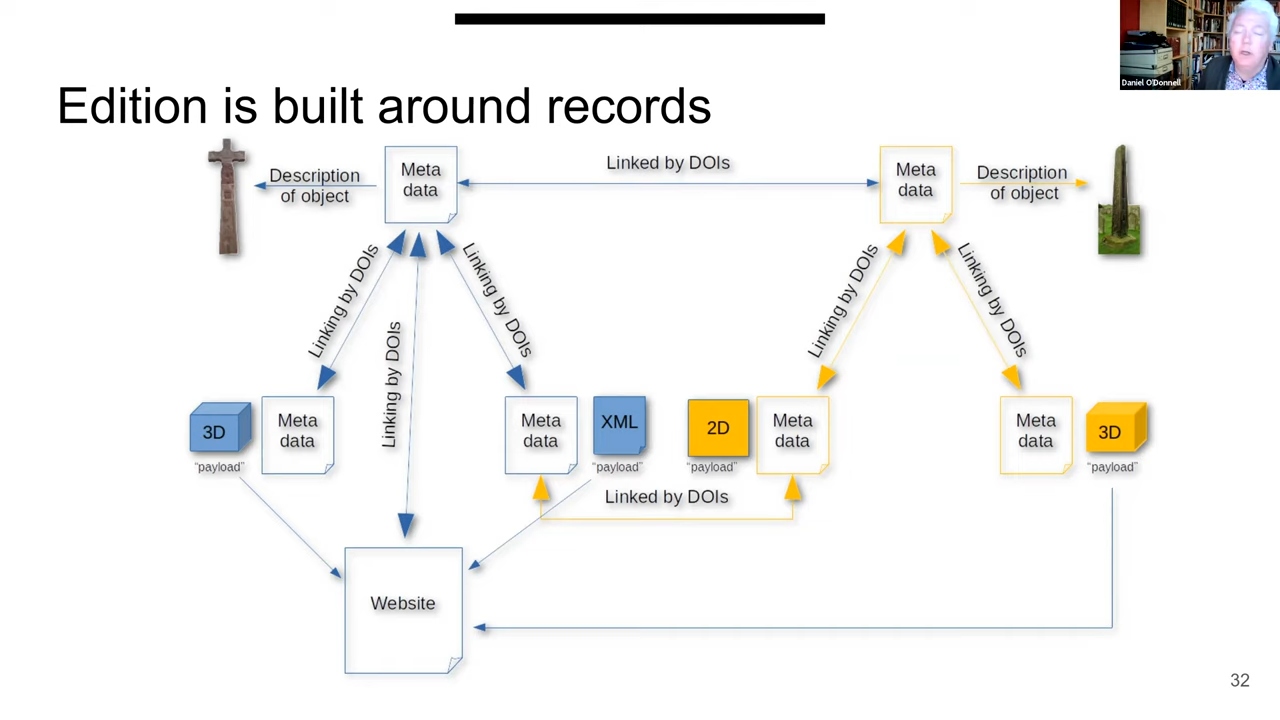 Daniel O'Donnell
Edition is built around records
Description
of object
Meta
data
Linked by DOIs
Meta
data
Description
of object
Linking by DOIs
Linking by DOIs
Linking by DOIs
Linking by DOIs
Linking by DOIs
3D
"payload"
Meta
data
Meta
data
XML
"payload"
2D
"payload"
Meta
data
Meta
data
3D
"payload"
Linked by DOIs
Website
32